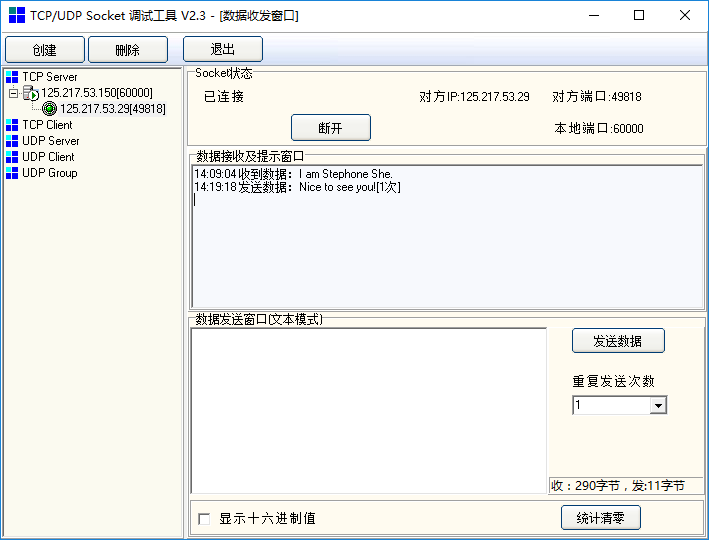 TCP/UDP Socket 调试工具 V2.3 - [数据收发窗口]
创建 删除 退出
TCP Server
125.217.53.150[60000]
125.217.53.29[49818]
TCP Client
UDP Server
UDP Client
UDP Group
Socket状态
已连接 对方IP:125.217.53.29 对方端口:49818
断开 本地端口:60000
数据接收及提示窗口
14:09:04 收到数据：I am Stephone She.
14:19:18 发送数据：Nice to see you![1次]
数据发送窗口(文本模式)
发送数据
重复发送次数
1
收：290字节，发:11字节
显示十六进制值 统计清零